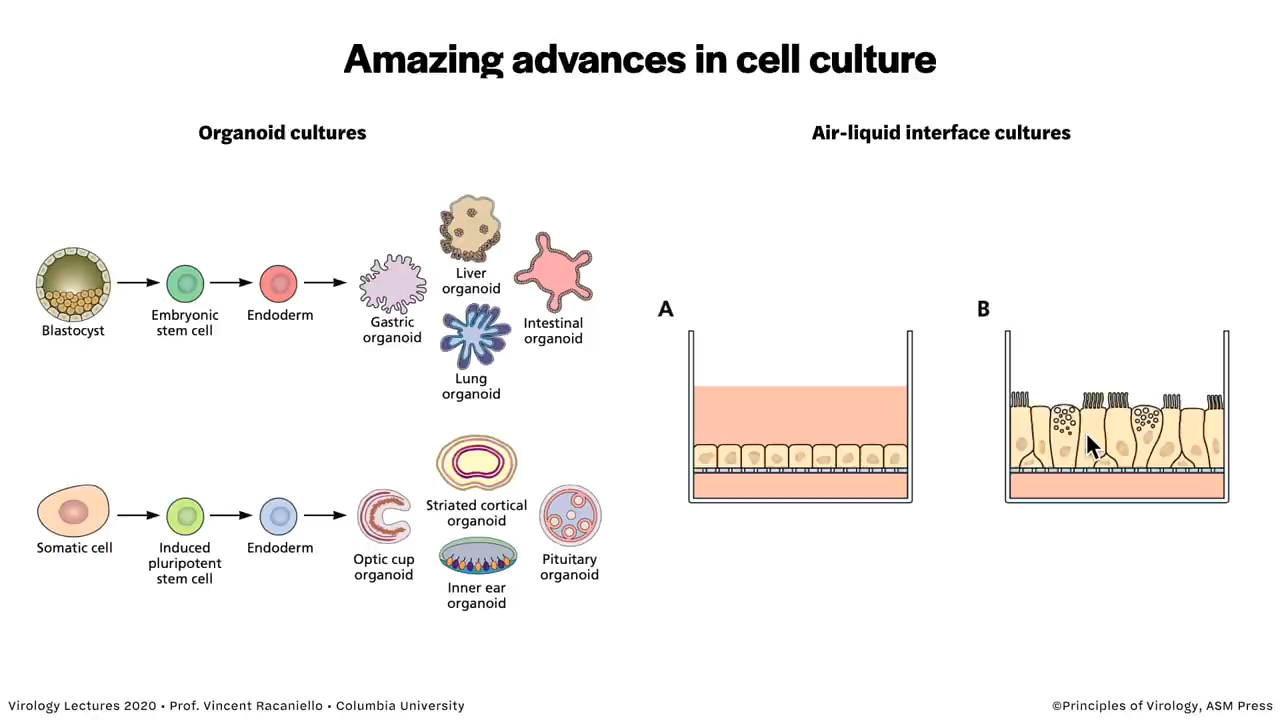 Amazing advances in cell culture
Organoid cultures
Air-liquid interface cultures
Blastocyst
Embryonic
stem cell
Endoderm
Gastric
organoid
Liver
organoid
Lung
organoid
Intestinal
organoid
Somatic cell
Induced
pluripotent
stem cell
Endoderm
Optic cup
organoid
Striated cortical
organoid
Inner ear
organoid
Pituitary
organoid
A
B
Virology Lectures 2020 • Prof. Vincent Racaniello • Columbia University
©Principles of Virology, ASM Press